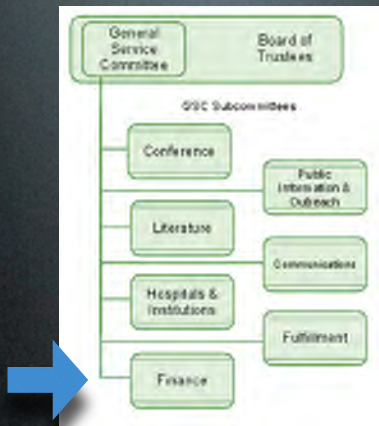 General
Service
Committee
Board of
Trustees
GSC Subcommittees
Conference
Public
Information &
Outreach
Literature
Communications
Hospitals &
Institutions
Fulfillment
Finance